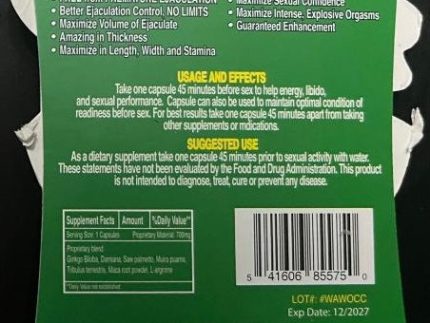 Better Ejaculation Control, NO LIMITS
• Maximize Volume of Ejaculate
• Amazing in Thickness
• Maximize in Length, Width and Stamina
• Maximize Sexual Confidence
• Maximize Intense, Explosive Orgasms
• Guaranteed Enhancement
USAGE AND EFFECTS
Take one capsule 45 minutes before sex to help energy, libido,
and sexual performance. Capsule can also be used to maintain optimal condition of
readiness before sex. For best results take one capsule 45 minutes apart from taking
other supplements or mdications.
SUGGESTED USE
As a dietary supplement take one capsule 45 minutes prior to sexual activity with water.
These statements have not been evaluated by the Food and Drug Administration. This product
is not intended to diagnose, treat, cure or prevent any disease.
Supplement Facts Amount %Daily Value**
Serving Size: 1 Capsules Proprietary Material: 700mg
Proprietary blend
Ginkgo Biloba, Damiana, Saw palmetto, Muira puama,
Tribulus terrestris, Maca root powder, L arginine
*Daily Value not established
5 41606 85575 0
LOT#: #WAWOCC
Exp Date: 12/2027